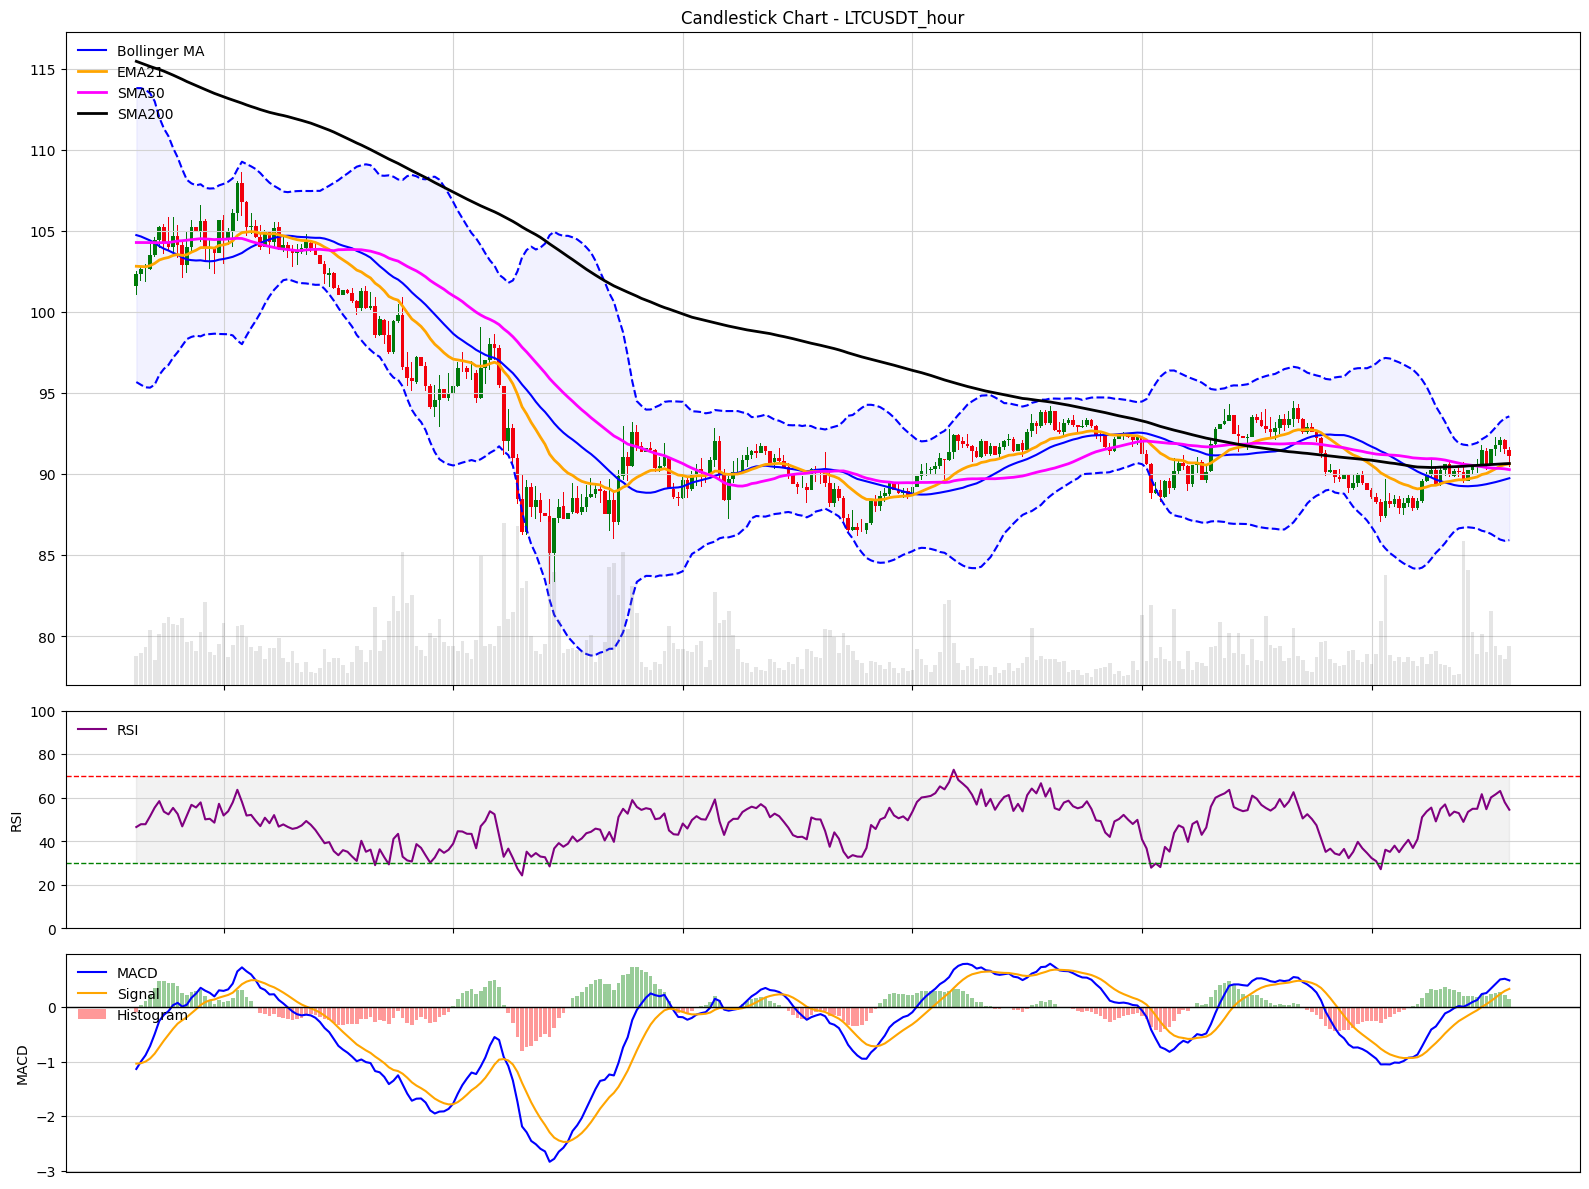 Candlestick Chart - LTCUSDT_hour
Bollinger MA
EMA21
SMA50
SMA200
115
110
105
100
95
90
85
80
RSI
100
80
60
40
20
0
RSI
MACD
Signal
Histogram
0
−1
−2
−3
MACD